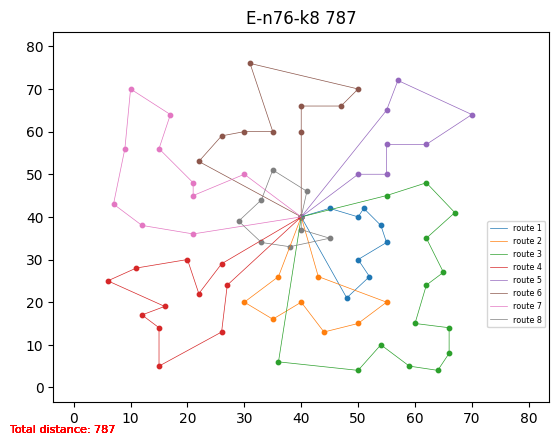 E-n76-k8 787
80
70
60
50
40
30
20
10
0
route 1
route 2
route 3
route 4
route 5
route 6
route 7
route 8
0 10 20 30 40 50 60 70 80
Total distance: 787